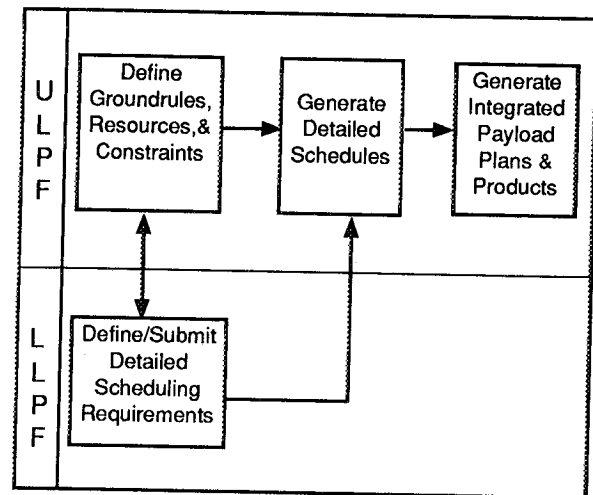 U
L
P
F
Define
Groundrules,
Resources,&
Constraints
Generate
Detailed
Schedules
Generate
Integrated
Payload
Plans &
Products
L
L
P
F
Define/Submit
Detailed
Scheduling
Requirements